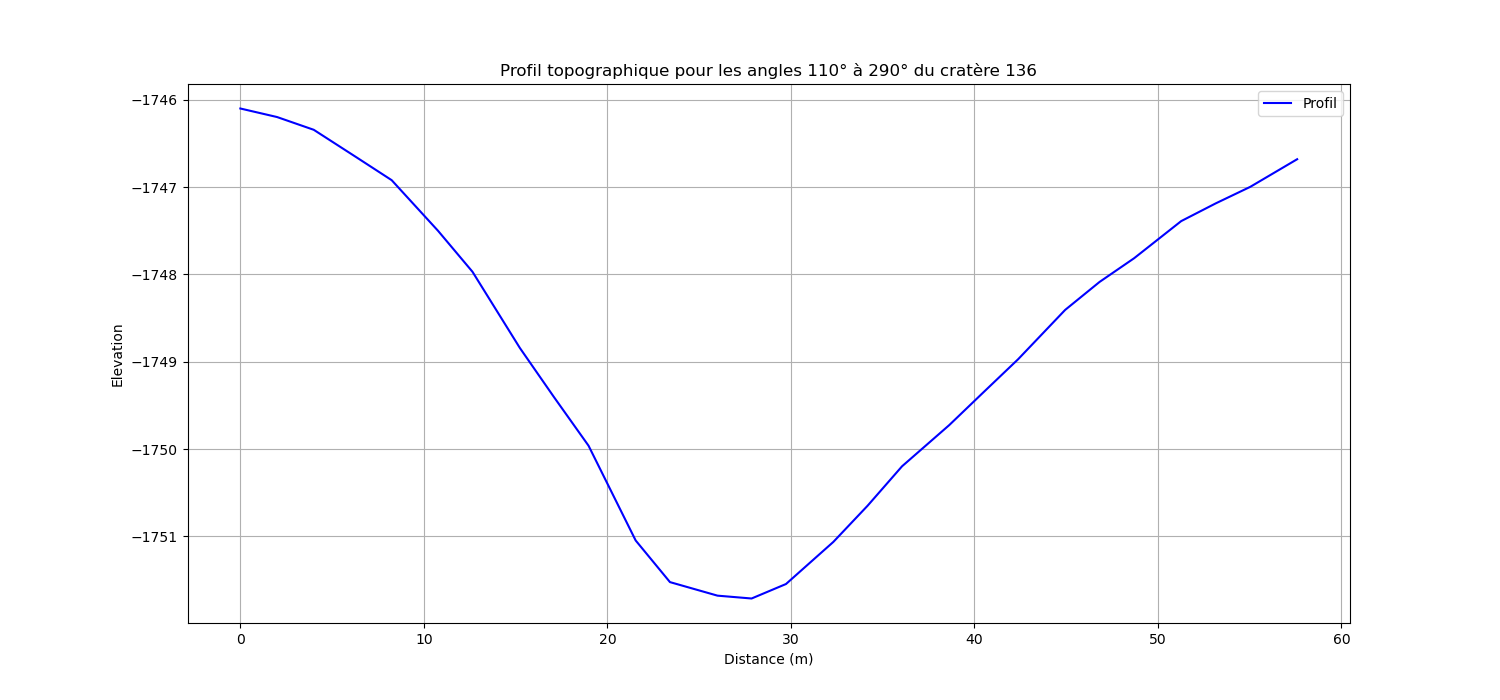 Profil topographique pour les angles 110° à 290° du cratère 136
Profil
−1746
−1747
−1748
−1749
−1750
−1751
Elevation
0 10 20 30 40 50 60
Distance (m)